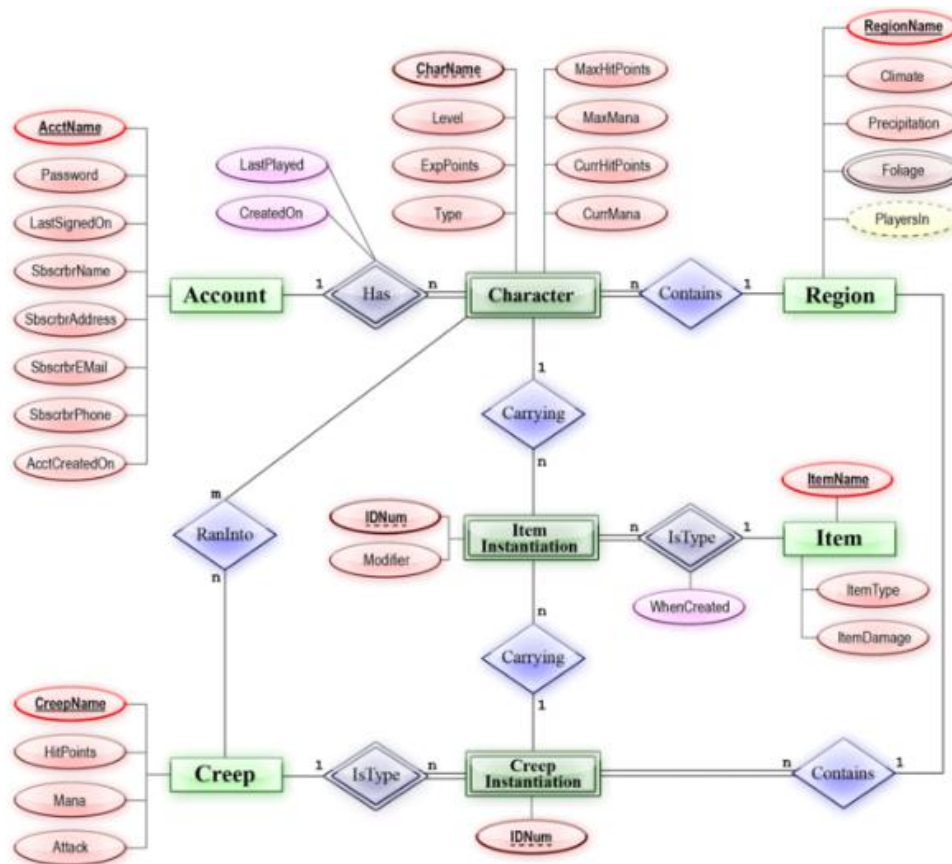 RegionName
CharName
MaxHitPoints
Climate
AcctName
Level
MaxMana
Precipitation
Password
LastPlayed
ExpPoints
CurrHitPoints
Foliage
LastSignedOn
CreatedOn
Type
CurrMana
PlayersIn
SbscrbrName
Account
1
Has
n
Character
n
Contains
1
Region
SbscrbrAddress
SbscrbrEMail
1
SbscrbrPhone
Carrying
AcctCreatedOn
n
m
ItemName
RanInto
IDNum
Item
Instantiation
n
IsType
1
Item
Modifier
n
WhenCreated
ItemType
n
ItemDamage
Carrying
CreepName
1
HitPoints
Creep
1
IsType
n
Creep
Instantiation
n
Contains
1
Mana
Attack
IDNum